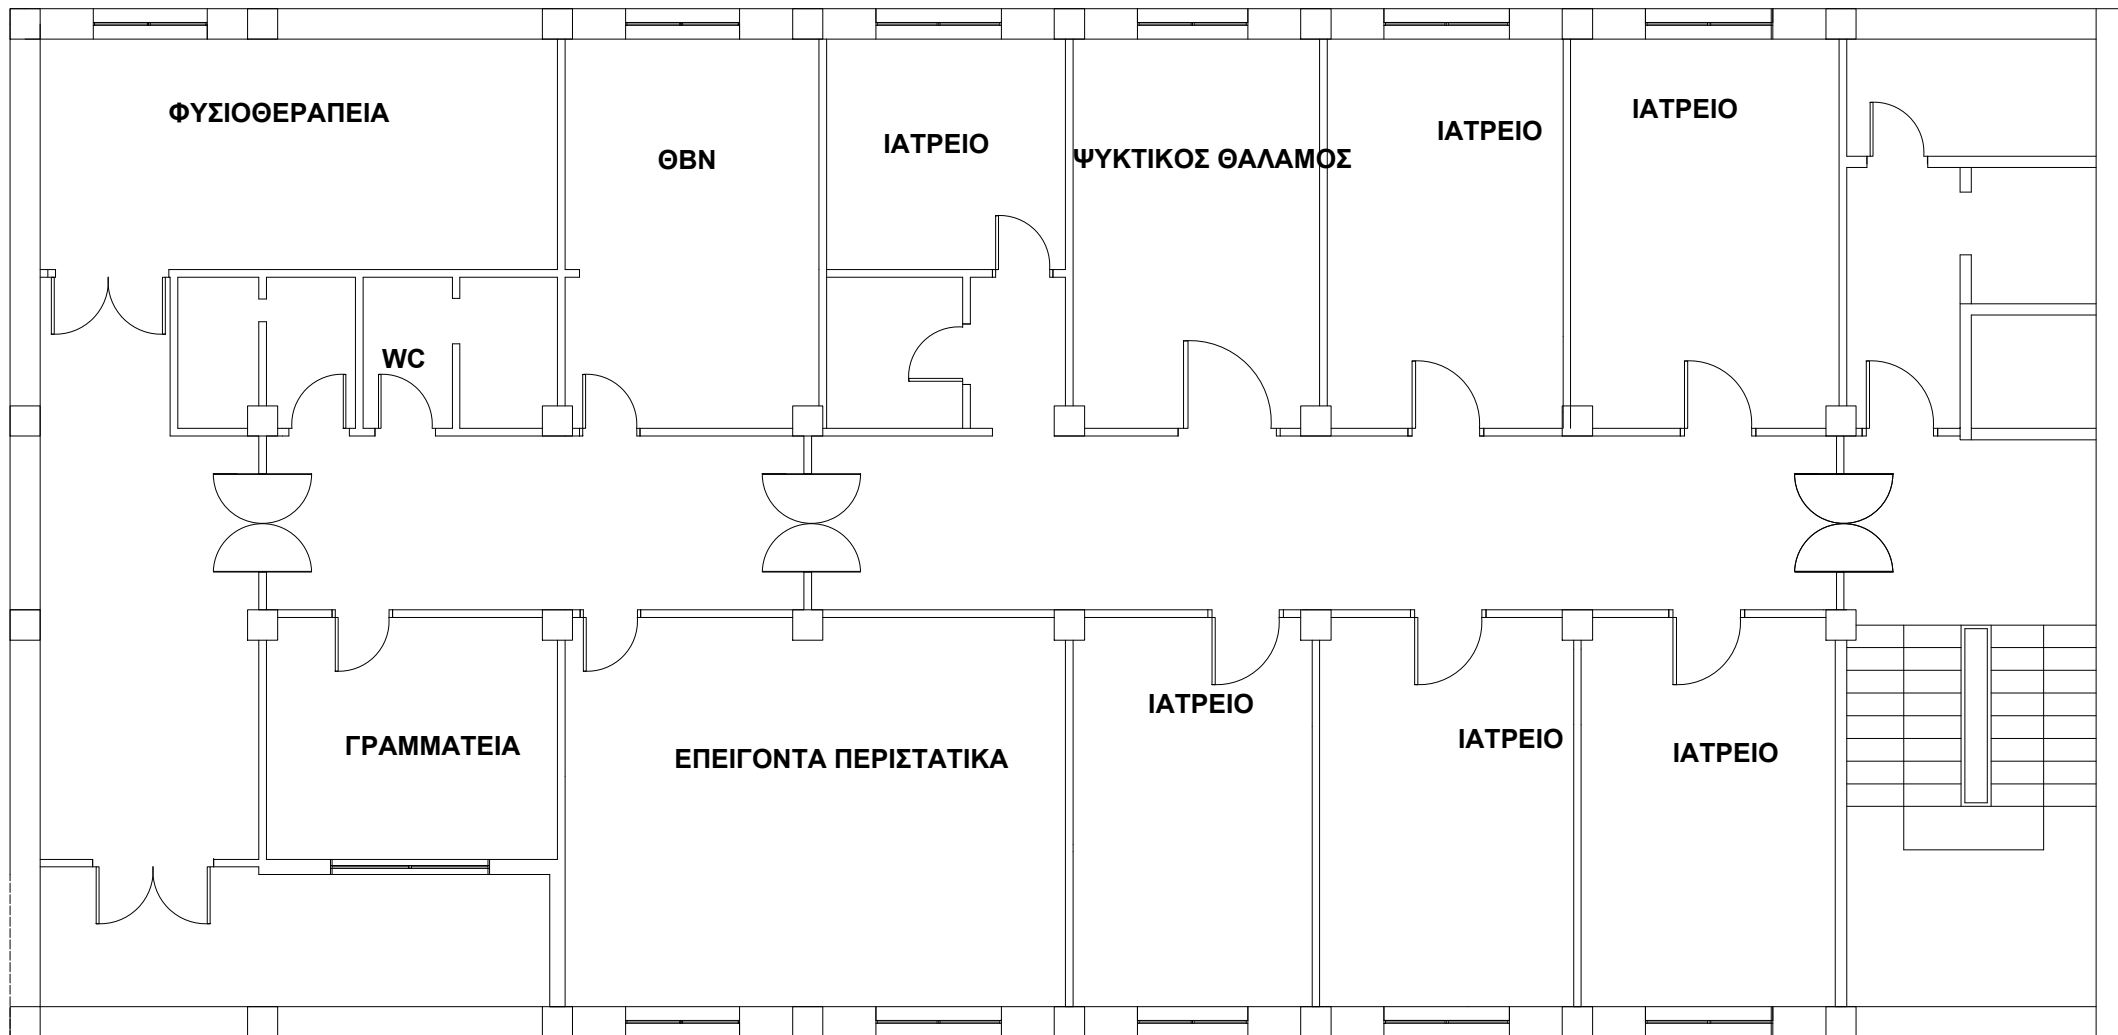 ΦΥΣΙΟΘΕΡΑΠΕΙΑ
ΘΒΝ
ΙΑΤΡΕΙΟ
ΨΥΚΤΙΚΟΣ ΘΑΛΑΜΟΣ
ΙΑΤΡΕΙΟ
ΙΑΤΡΕΙΟ
WC
ΓΡΑΜΜΑΤΕΙΑ
ΕΠΕΙΓΟΝΤΑ ΠΕΡΙΣΤΑΤΙΚΑ
ΙΑΤΡΕΙΟ
ΙΑΤΡΕΙΟ
ΙΑΤΡΕΙΟ